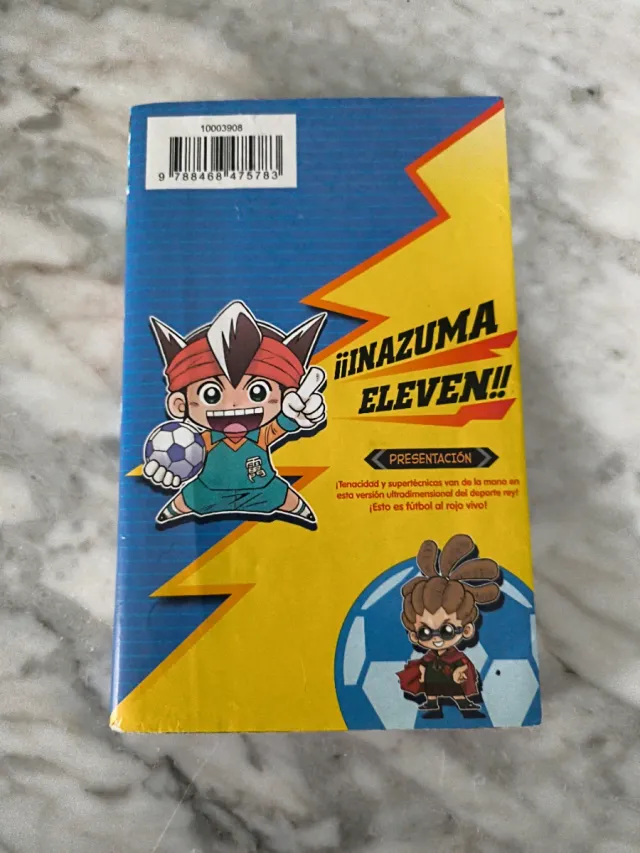 10003908
9 788468 475783
¡¡INAZUMA
ELEVEN!!
PRESENTACIÓN
¡Tenacidad y supertécnicas van de la mano en
esta versión ultradimensional del deporte rey!
¡Esto es fútbol al rojo vivo!